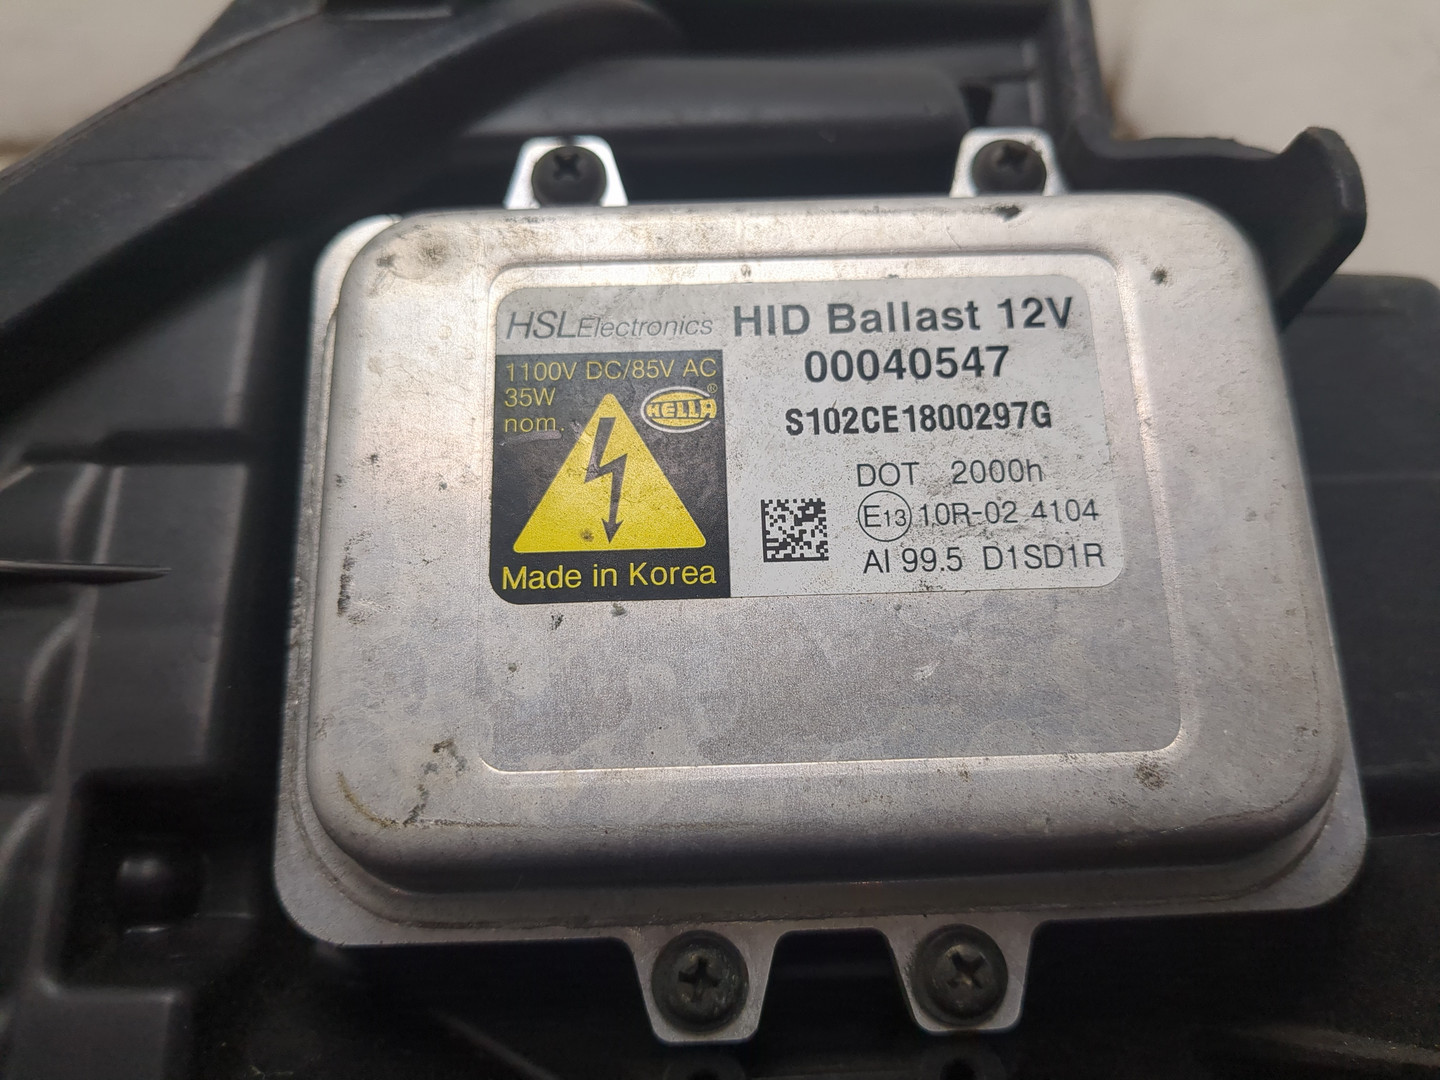 HSL Electronics HID Ballast 12V
00040547
1100V DC/85V AC
35W
nom.
HELLA ®
S102CE1800297G
DOT 2000h
E13 10R-02 4104
AI 99.5 D1SD1R
Made in Korea